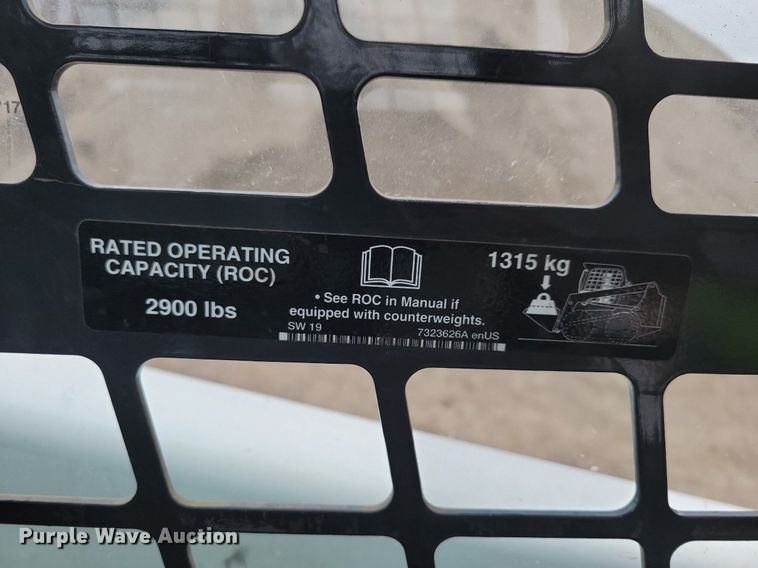 717
RATED OPERATING
CAPACITY (ROC)
2900 lbs
• See ROC in Manual if
equipped with counterweights.
SW 19 7323626A enUS
1315 kg
Purple Wave Auction